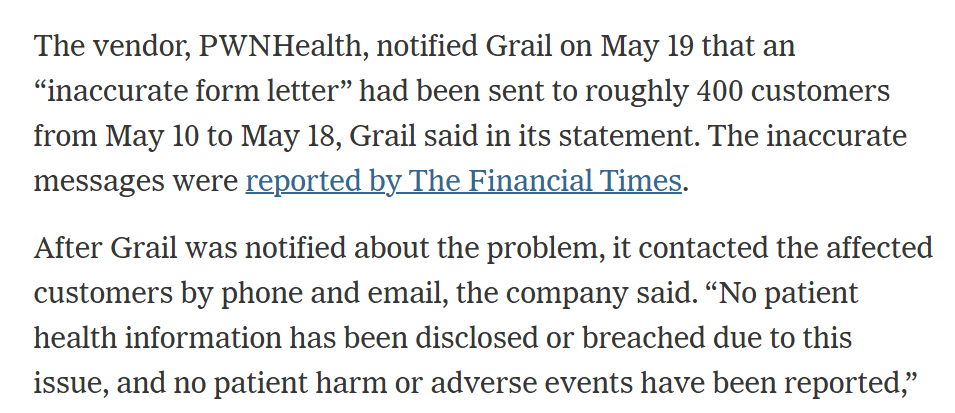 The vendor, PWNHealth, notified Grail on May 19 that an
“inaccurate form letter” had been sent to roughly 400 customers
from May 10 to May 18, Grail said in its statement. The inaccurate
messages were reported by The Financial Times.
After Grail was notified about the problem, it contacted the affected
customers by phone and email, the company said. “No patient
health information has been disclosed or breached due to this
issue, and no patient harm or adverse events have been reported,”